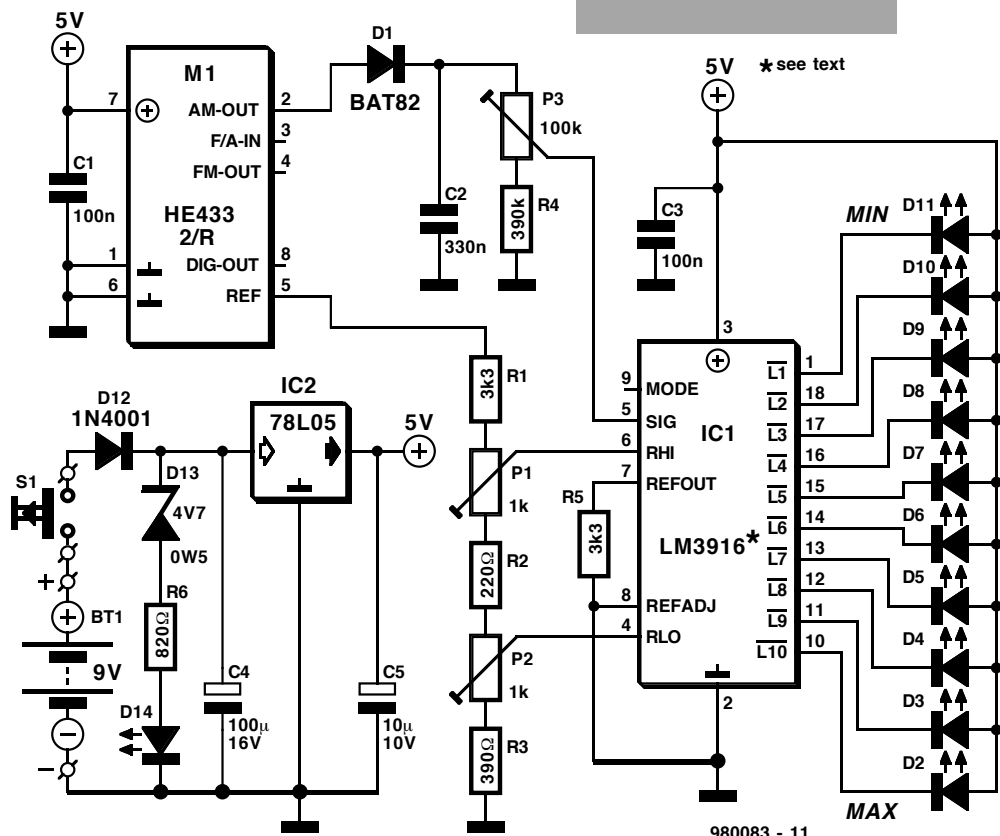 5V
M1
7
AM-OUT
2
F/A-IN
3
FM-OUT
4
C1
100n
HE433
2/R
1
DIG-OUT
8
6
REF
5
D1
BAT82
P3
100k
C2
330n
R4
390k
5V
* see text
C3
100n
3
MIN
D11
D10
D9
D8
D7
D6
D5
D4
D3
D2
MAX
R1
3k3
P1
1k
R2
220Ω
P2
1k
R3
390Ω
R5
3k3
9
MODE
5
SIG
6
RHI
7
REFOUT
8
REFADJ
4
RLO
IC1
LM3916*
L1
1
L2
18
L3
17
L4
16
L5
15
L6
14
L7
13
L8
12
L9
11
L10
10
2
D12
1N4001
IC2
78L05
5V
S1
D13
4V7
0W5
R6
820Ω
+
BT1
9V
–
D14
C4
100µ
16V
C5
10µ
10V
980083 - 11